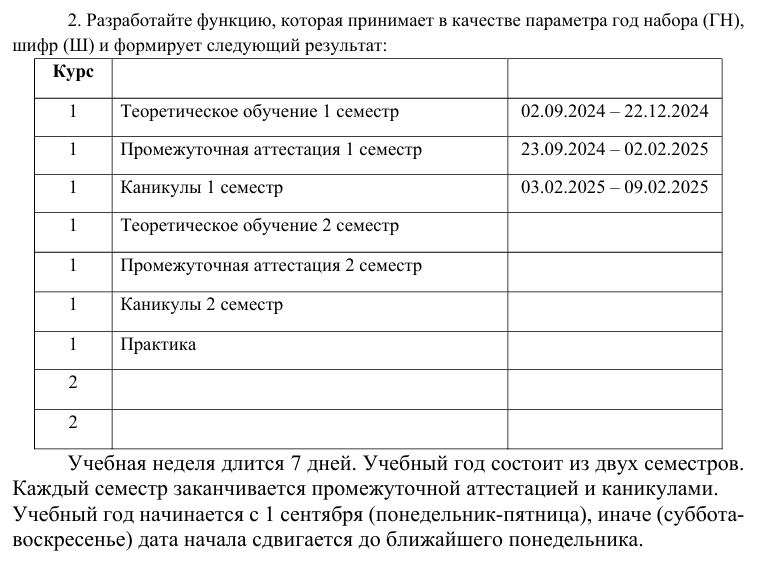 2. Разработайте функцию, которая принимает в качестве параметра год набора (ГН),
шифр (Ш) и формирует следующий результат:
Курс
1 Теоретическое обучение 1 семестр 02.09.2024 – 22.12.2024
1 Промежуточная аттестация 1 семестр 23.09.2024 – 02.02.2025
1 Каникулы 1 семестр 03.02.2025 – 09.02.2025
1 Теоретическое обучение 2 семестр
1 Промежуточная аттестация 2 семестр
1 Каникулы 2 семестр
1 Практика
2
2
Учебная неделя длится 7 дней. Учебный год состоит из двух семестров.
Каждый семестр заканчивается промежуточной аттестацией и каникулами.
Учебный год начинается с 1 сентября (понедельник-пятница), иначе (суббота-
воскресенье) дата начала сдвигается до ближайшего понедельника.